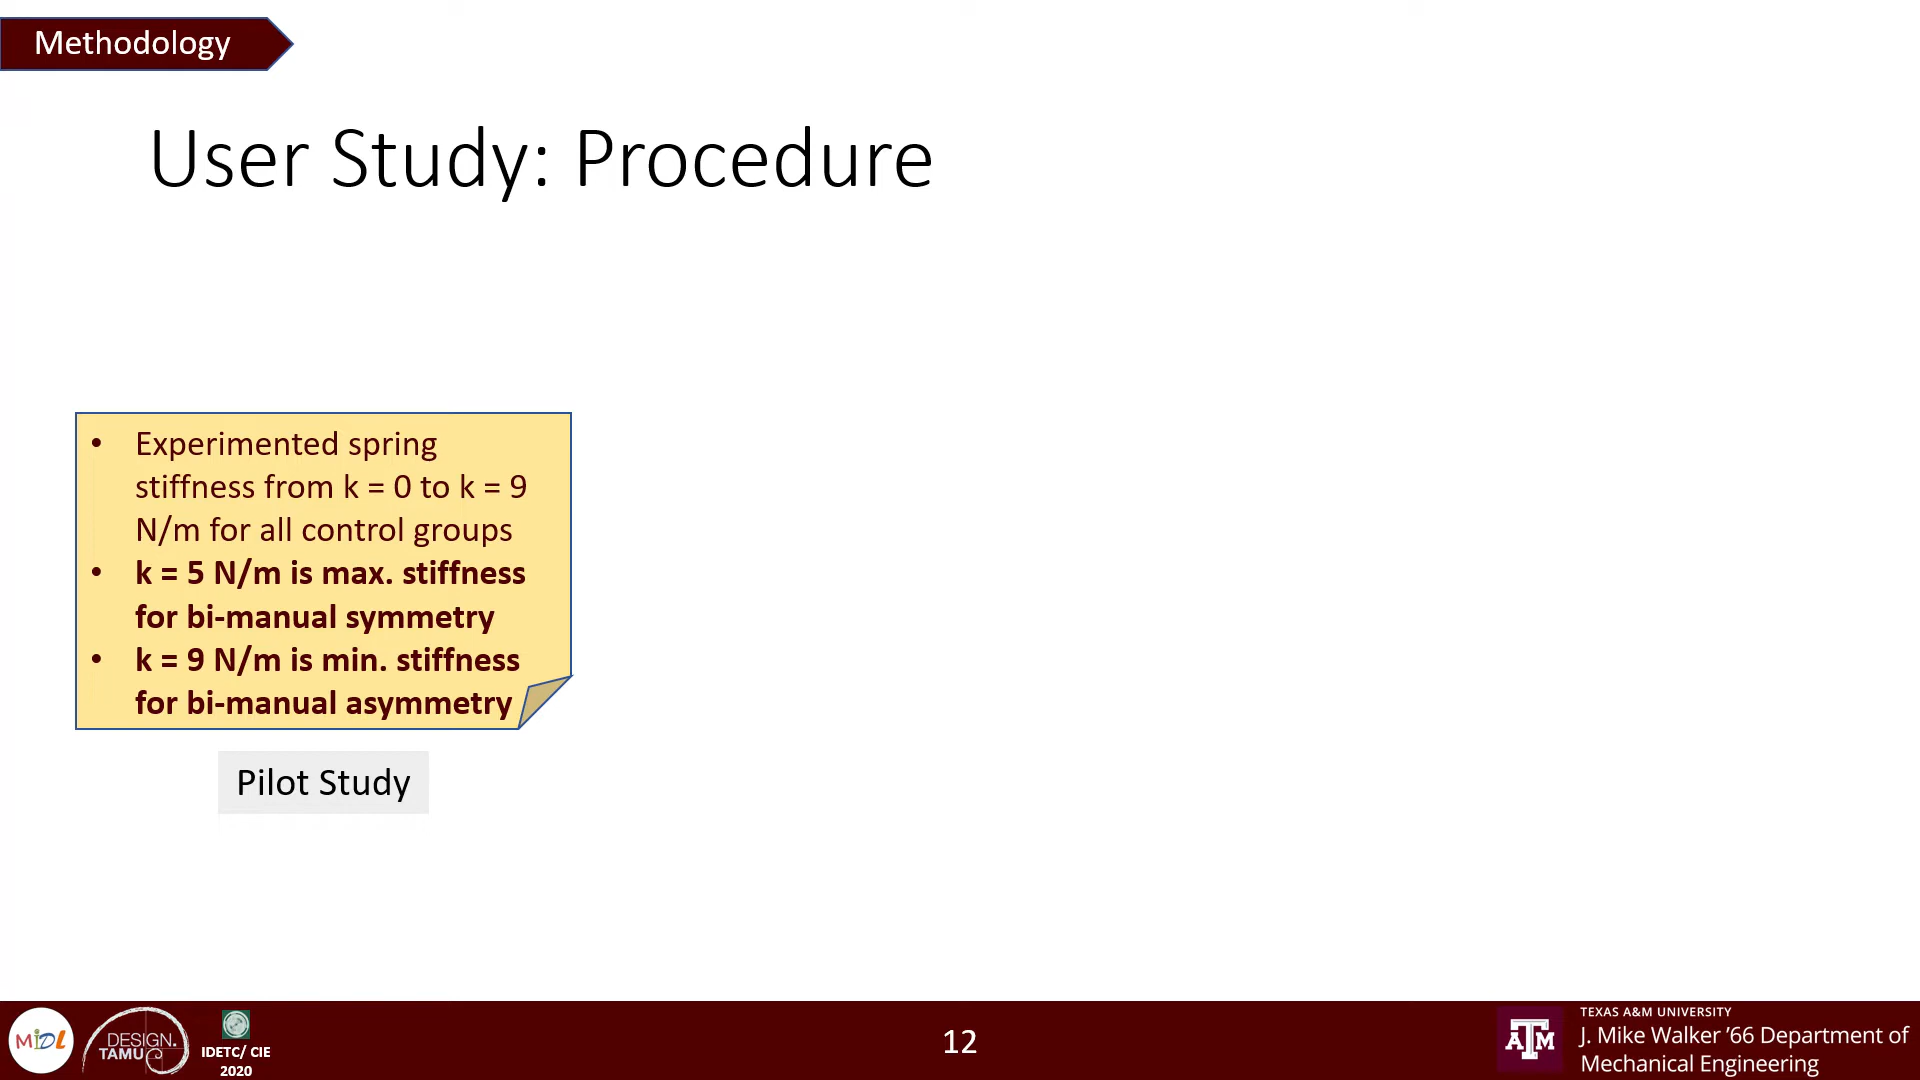 Methodology
User Study: Procedure
• Experimented spring
stiffness from k = 0 to k = 9
N/m for all control groups
• k = 5 N/m is max. stiffness
for bi-manual symmetry
• k = 9 N/m is min. stiffness
for bi-manual asymmetry
Pilot Study
MiDL
DESIGN.
TAMU
IDETC/ CIE
2020
12
ATM
TEXAS A&M UNIVERSITY
J. Mike Walker ’66 Department of
Mechanical Engineering